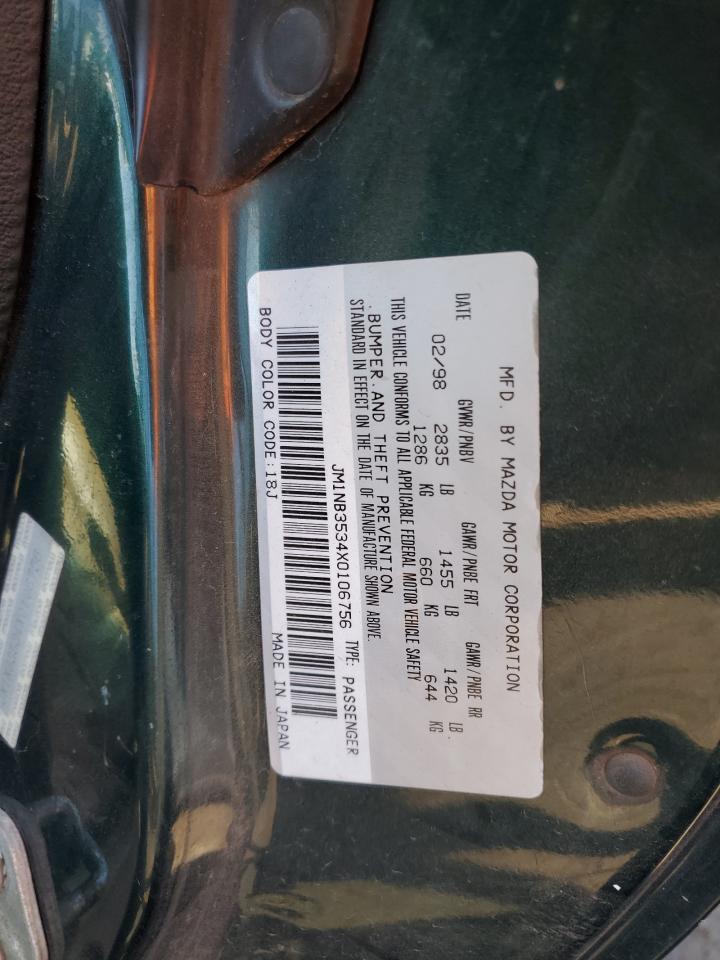 MFD. BY MAZDA MOTOR CORPORATION
DATE GVWR/PNBV GAWR/PNBE FRT GAWR/PNBE RR
02/98 2835 LB 1455 LB 1420 LB.
1286 KG 660 KG 644 KG
THIS VEHICLE CONFORMS TO ALL APPLICABLE FEDERAL MOTOR VEHICLE SAFETY
.BUMPER.AND THEFT PREVENTION
STANDARD IN EFFECT ON THE DATE OF MANUFACTURE SHOWN ABOVE.
JM1NB3534X0106756 TYPE: PASSENGER
BODY COLOR CODE:18J MADE IN JAPAN